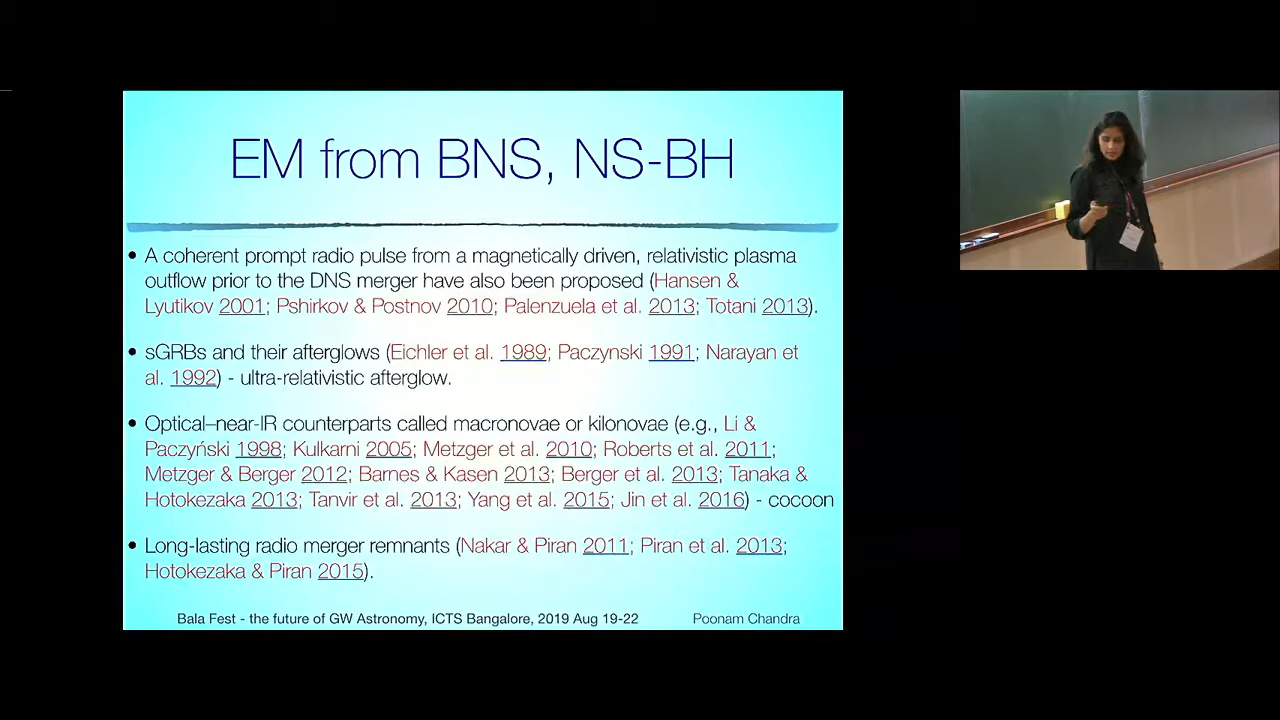 EM from BNS, NS-BH
• A coherent prompt radio pulse from a magnetically driven, relativistic plasma
outflow prior to the DNS merger have also been proposed (Hansen &
Lyutikov 2001; Pshirkov & Postnov 2010; Palenzuela et al. 2013; Totani 2013).
• sGRBs and their afterglows (Eichler et al. 1989; Paczynski 1991; Narayan et
al. 1992) - ultra-relativistic afterglow.
• Optical–near-IR counterparts called macronovae or kilonovae (e.g., Li &
Paczyński 1998; Kulkarni 2005; Metzger et al. 2010; Roberts et al. 2011;
Metzger & Berger 2012; Barnes & Kasen 2013; Berger et al. 2013; Tanaka &
Hotokezaka 2013; Tanvir et al. 2013; Yang et al. 2015; Jin et al. 2016) - cocoon
• Long-lasting radio merger remnants (Nakar & Piran 2011; Piran et al. 2013;
Hotokezaka & Piran 2015).
Bala Fest - the future of GW Astronomy, ICTS Bangalore, 2019 Aug 19-22
Poonam Chandra